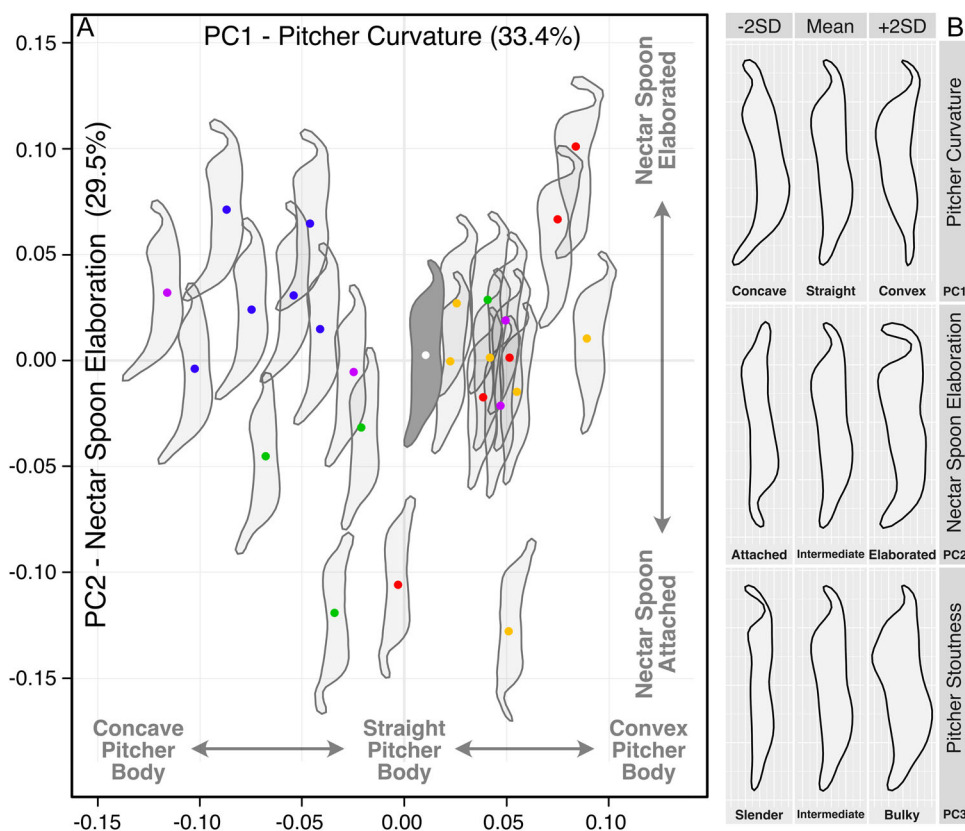 A
PC1 - Pitcher Curvature (33.4%)
PC2 - Nectar Spoon Elaboration (29.5%)
0.15
0.10
0.05
0.00
-0.05
-0.10
-0.15
Nectar Spoon
Elaborated
Nectar Spoon
Attached
Concave
Pitcher
Body
Straight
Pitcher
Body
Convex
Pitcher
Body
-0.15
-0.10
-0.05
0.00
0.05
0.10
-2SD
Mean
+2SD
B
Concave
Straight
Convex
PC1
Pitcher Curvature
Attached
Intermediate
Elaborated
PC2
Nectar Spoon Elaboration
Slender
Intermediate
Bulky
PC3
Pitcher Stoutness